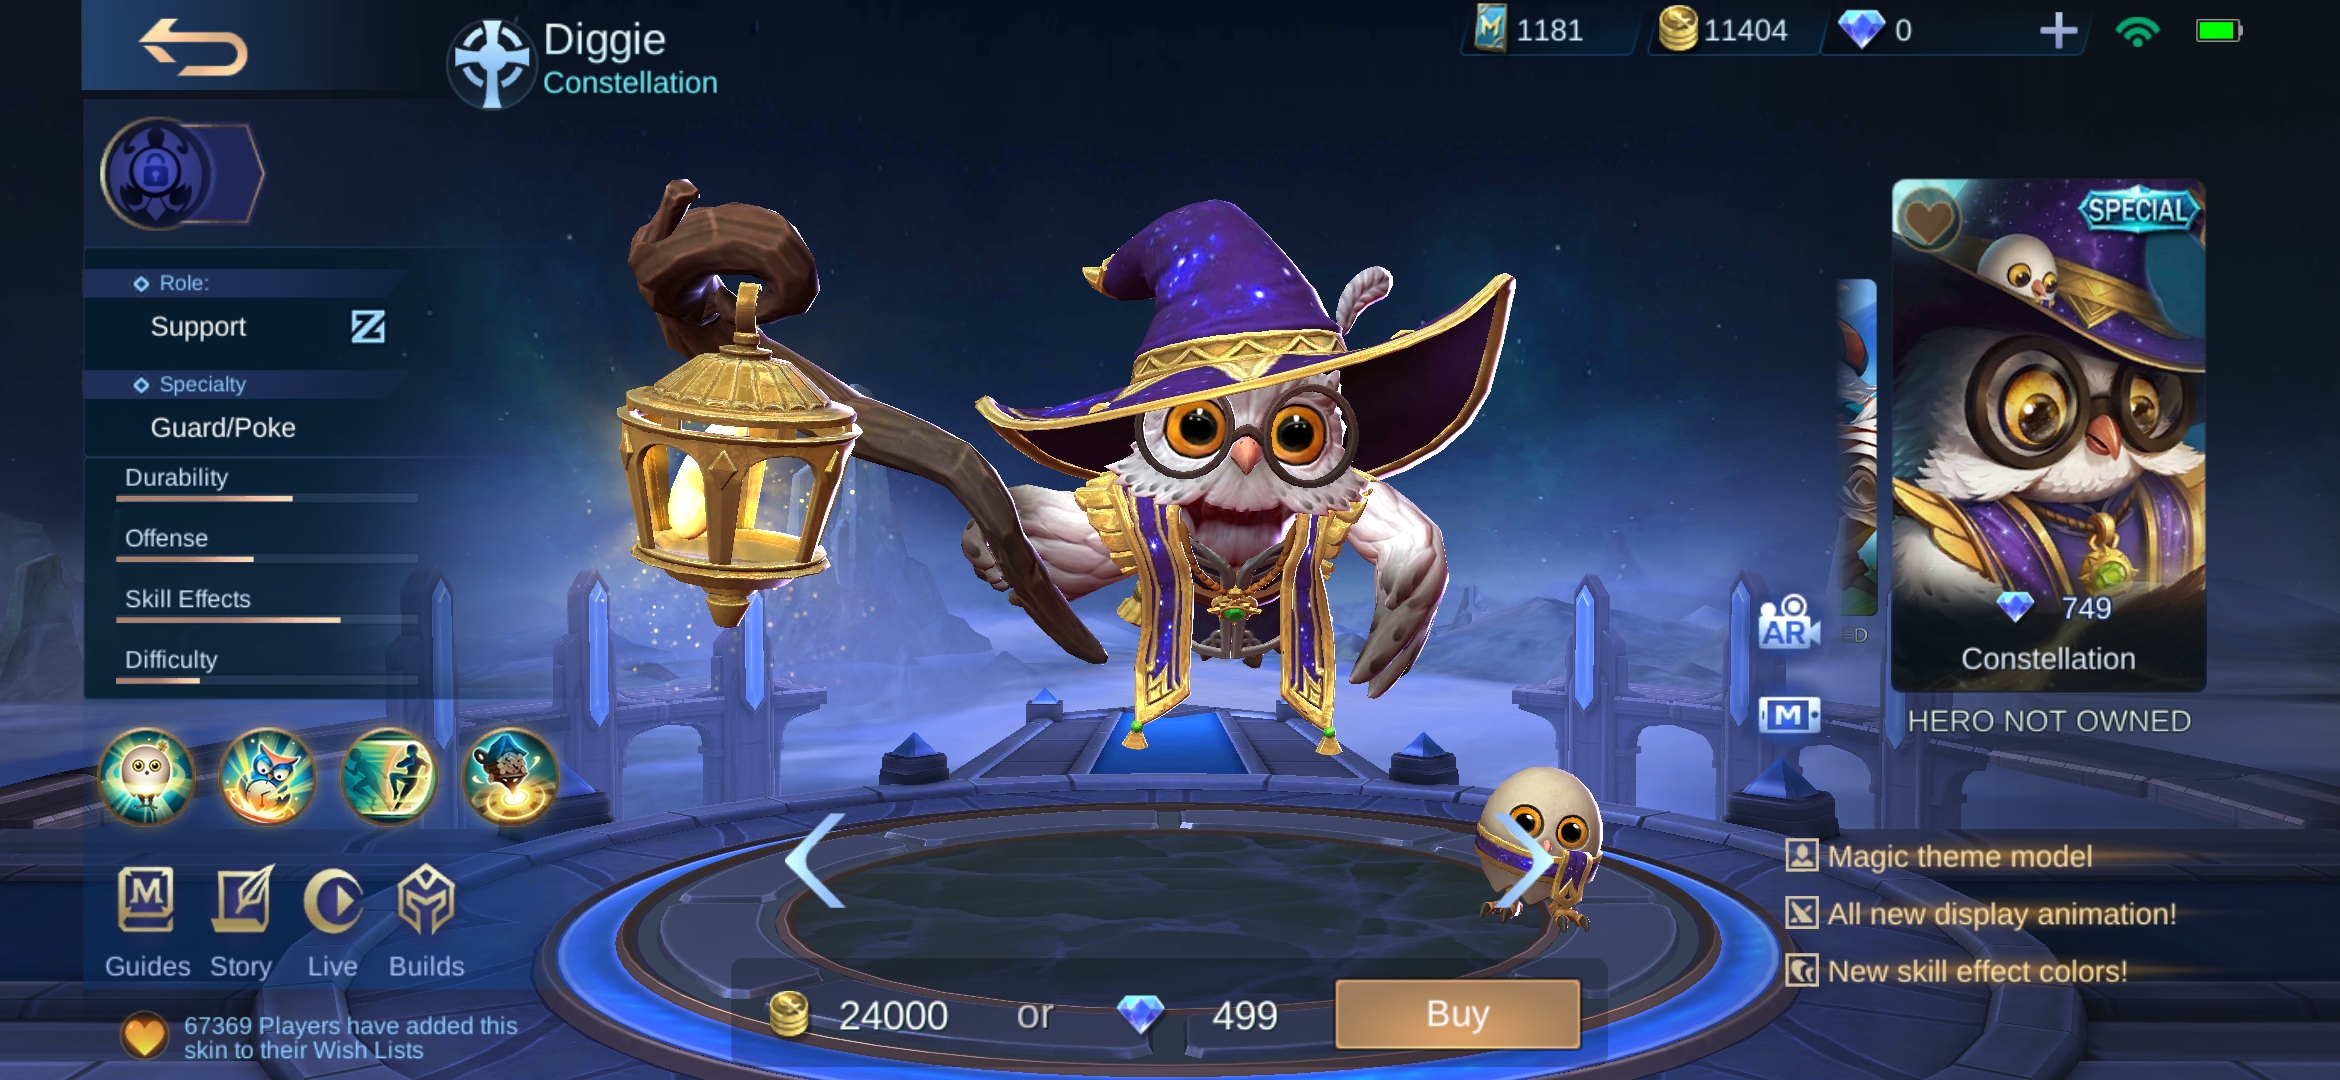 Diggie
Constellation
1181
11404
0
Role:
Support
Specialty
Guard/Poke
Durability
Offense
Skill Effects
Difficulty
Guides
Story
Live
Builds
67369 Players have added this
skin to their Wish Lists
24000
or
499
Buy
SPECIAL
749
Constellation
HERO NOT OWNED
AR
M
Magic theme model
All new display animation!
New skill effect colors!